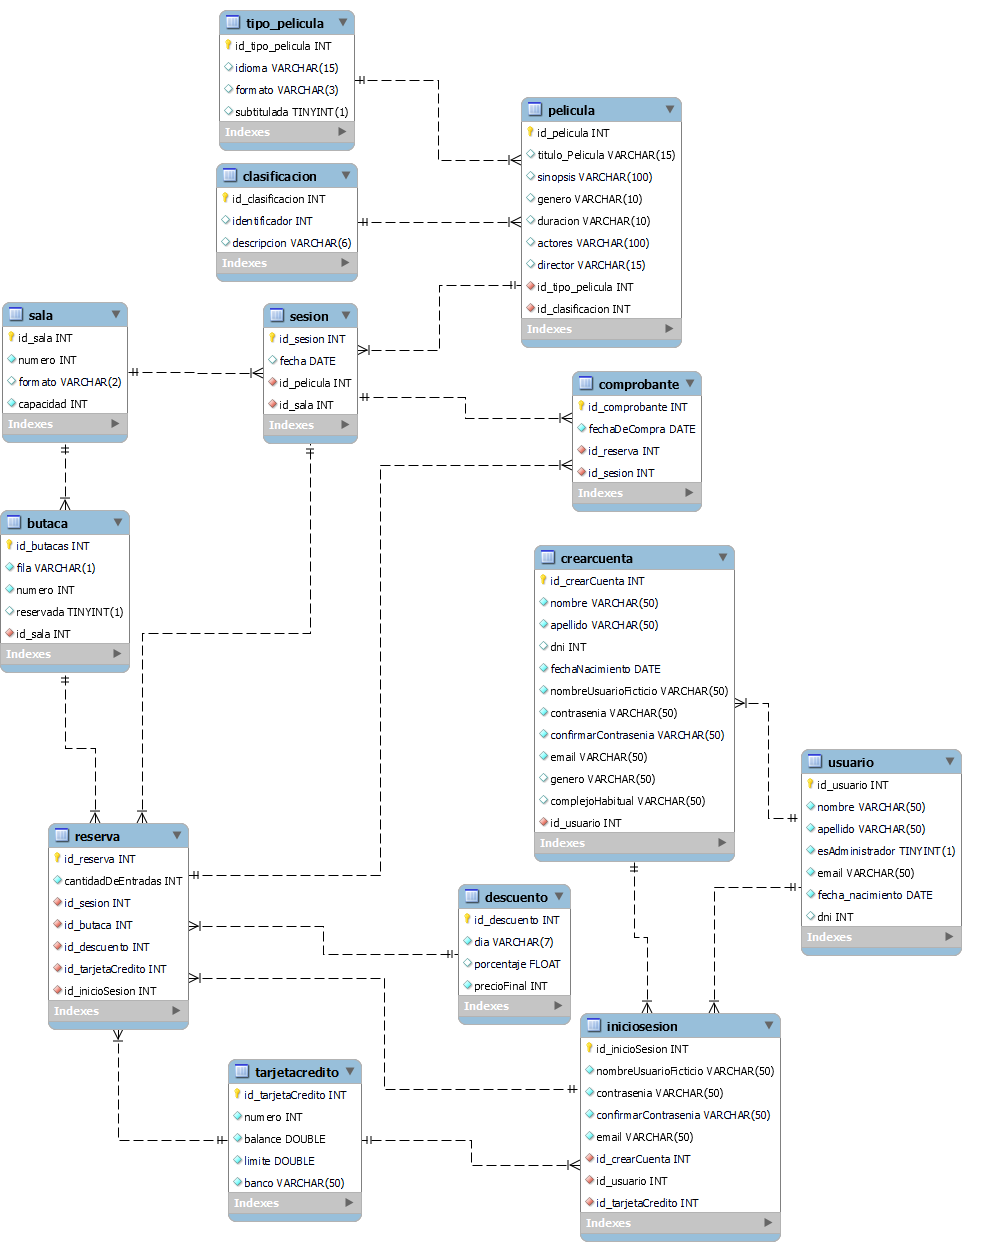 tipo_pelicula
id_tipo_pelicula INT
idioma VARCHAR(15)
formato VARCHAR(3)
subtitulada TINYINT(1)
Indexes
pelicula
id_pelicula INT
titulo_Pelicula VARCHAR(15)
sinopsis VARCHAR(100)
genero VARCHAR(10)
duracion VARCHAR(10)
actores VARCHAR(100)
director VARCHAR(15)
id_tipo_pelicula INT
id_clasificacion INT
Indexes
clasificacion
id_clasificacion INT
identificador INT
descripcion VARCHAR(6)
Indexes
sala
id_sala INT
numero INT
formato VARCHAR(2)
capacidad INT
Indexes
sesion
id_sesion INT
fecha DATE
id_pelicula INT
id_sala INT
Indexes
comprobante
id_comprobante INT
fechaDeCompra DATE
id_reserva INT
id_sesion INT
Indexes
butaca
id_butacas INT
fila VARCHAR(1)
numero INT
reservada TINYINT(1)
id_sala INT
Indexes
crearcuenta
id_crearCuenta INT
nombre VARCHAR(50)
apellido VARCHAR(50)
dni INT
fechaNacimiento DATE
nombreUsuarioFicticio VARCHAR(50)
contrasenia VARCHAR(50)
confirmarContrasenia VARCHAR(50)
email VARCHAR(50)
genero VARCHAR(50)
complejoHabitual VARCHAR(50)
id_usuario INT
Indexes
usuario
id_usuario INT
nombre VARCHAR(50)
apellido VARCHAR(50)
esAdministrador TINYINT(1)
email VARCHAR(50)
fecha_nacimiento DATE
dni INT
Indexes
reserva
id_reserva INT
cantidadDeEntradas INT
id_sesion INT
id_butaca INT
id_descuento INT
id_tarjetaCredito INT
id_inicioSesion INT
Indexes
descuento
id_descuento INT
dia VARCHAR(7)
porcentaje FLOAT
precioFinal INT
Indexes
tarjetacredito
id_tarjetaCredito INT
numero INT
balance DOUBLE
limite DOUBLE
banco VARCHAR(50)
Indexes
iniciosesion
id_inicioSesion INT
nombreUsuarioFicticio VARCHAR(50)
contrasenia VARCHAR(50)
confirmarContrasenia VARCHAR(50)
email VARCHAR(50)
id_crearCuenta INT
id_usuario INT
id_tarjetaCredito INT
Indexes